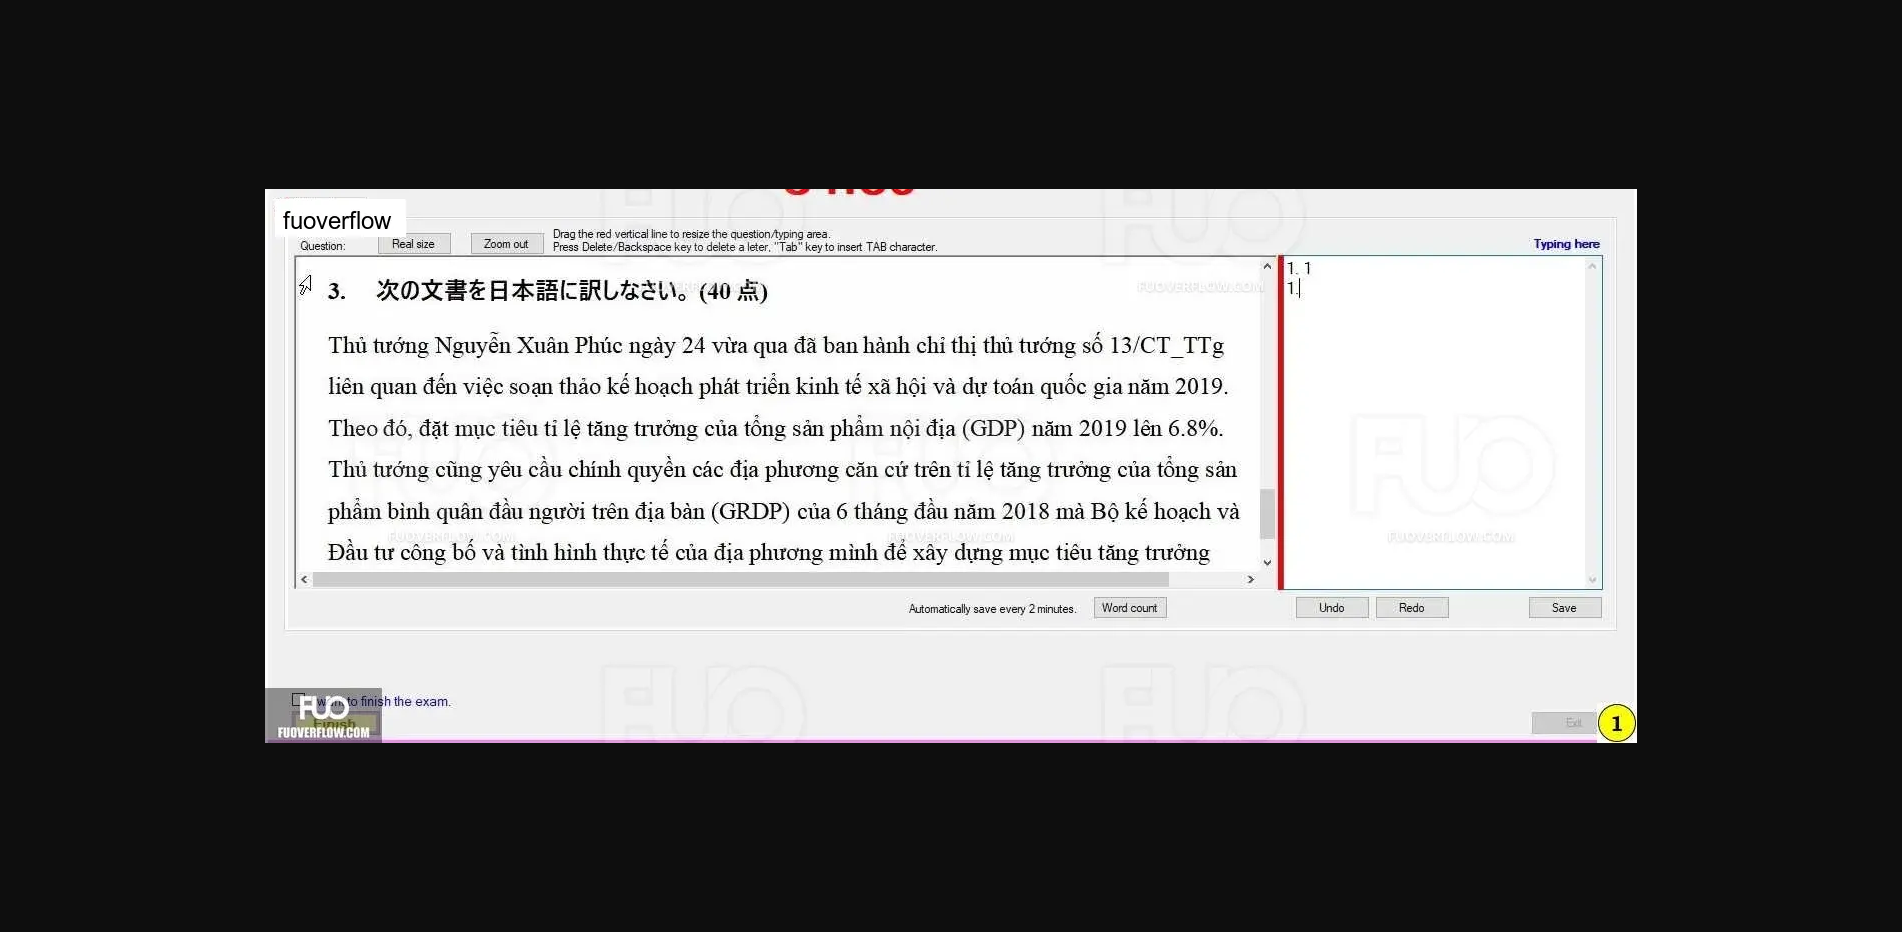 fuoverflow
Question:
Real size
Zoom out
Drag the red vertical line to resize the question/typing area.
Press Delete/Backspace key to delete a leter, "Tab" key to insert TAB character.
Typing here
3. 次の文書を日本語に訳しなさい。(40 点)
Thủ tướng Nguyễn Xuân Phúc ngày 24 vừa qua đã ban hành chỉ thị thủ tướng số 13/CT_TTg
liên quan đến việc soạn thảo kế hoạch phát triển kinh tế xã hội và dự toán quốc gia năm 2019.
Theo đó, đặt mục tiêu tỉ lệ tăng trưởng của tổng sản phẩm nội địa (GDP) năm 2019 lên 6.8%.
Thủ tướng cũng yêu cầu chính quyền các địa phương căn cứ trên tỉ lệ tăng trưởng của tổng sản
phẩm bình quân đầu người trên địa bàn (GRDP) của 6 tháng đầu năm 2018 mà Bộ kế hoạch và
Đầu tư công bố và tình hình thực tế của địa phương mình để xây dựng mục tiêu tăng trưởng
1. 1
1.
Automatically save every 2 minutes.
Word count
Undo
Redo
Save
to finish the exam.
Finish
Exit
1
FUO
FUOVERFLOW.COM